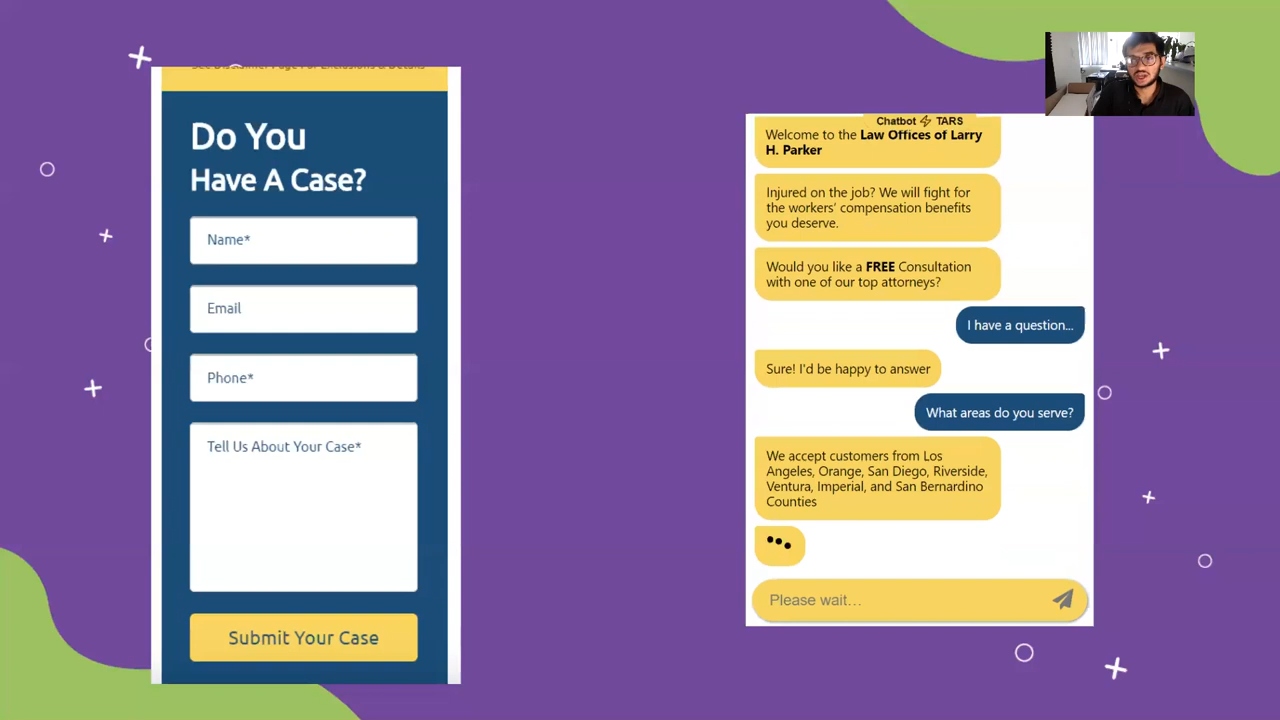 Do You
Have A Case?
Name*
Email
Phone*
Tell Us About Your Case*
Submit Your Case
Chatbot TARS
Welcome to the Law Offices of Larry
H. Parker
Injured on the job? We will fight for
the workers' compensation benefits
you deserve.
Would you like a FREE Consultation
with one of our top attorneys?
I have a question...
Sure! I'd be happy to answer
What areas do you serve?
We accept customers from Los
Angeles, Orange, San Diego, Riverside,
Ventura, Imperial, and San Bernardino
Counties
Please wait...